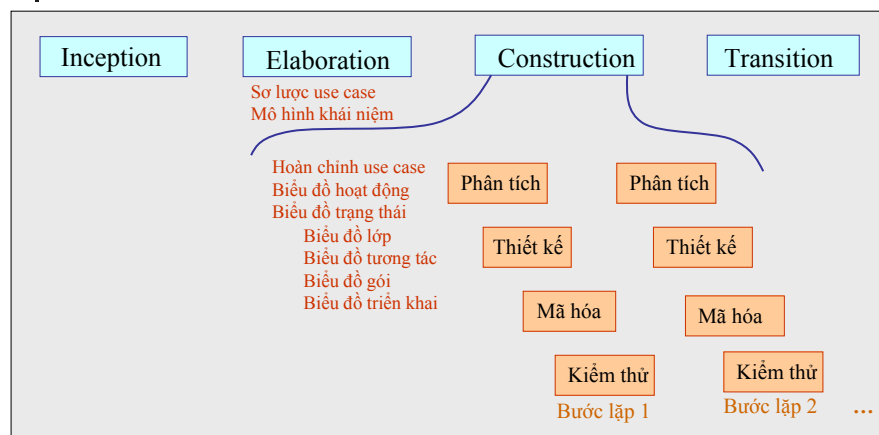 Inception
Elaboration
Construction
Transition
Sơ lược use case
Mô hình khái niệm
Hoàn chỉnh use case
Biểu đồ hoạt động
Biểu đồ trạng thái
Biểu đồ lớp
Biểu đồ tương tác
Biểu đồ gói
Biểu đồ triển khai
Phân tích
Phân tích
Thiết kế
Thiết kế
Mã hóa
Mã hóa
Kiểm thử
Kiểm thử
Bước lặp 1
Bước lặp 2
...